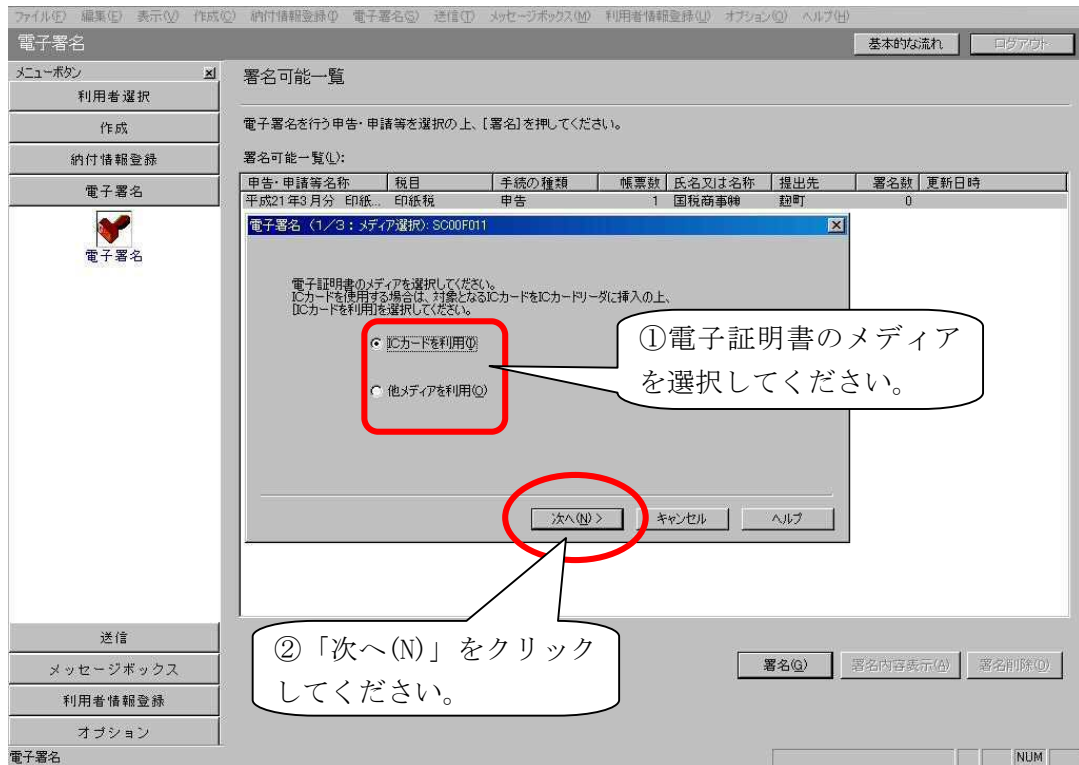 ファイル(F) 編集(E) 表示(V) 作成(C) 納付情報登録(I) 電子署名(S) 送信(T) メッセージボックス(M) 利用者情報登録(U) オプション(O) ヘルプ(H)
電子署名 基本的な流れ ログアウト
メニューボタン
利用者選択
作成
納付情報登録
電子署名
電子署名
署名可能一覧
電子署名を行う申告・申請等を選択の上、[署名]を押してください。
署名可能一覧(L):
申告・申請等名称 税目 手続の種類 帳票数 氏名又は名称 提出先 署名数 更新日時
平成21年3月分 印紙... 印紙税 申告 1 国税商事㈱ 麹町 0
電子署名 (1/3:メディア選択): SC00F011
電子証明書のメディアを選択してください。
ICカードを使用する場合は、対象となるICカードをICカードリーダに挿入の上、
[ICカードを利用]を選択してください。
ICカードを利用(I)
他メディアを利用(O)
①電子証明書のメディア
を選択してください。
次へ(N) > キャンセル ヘルプ
②「次へ(N)」をクリック
してください。
署名(G) 署名内容表示(A) 署名削除(D)
送信
メッセージボックス
利用者情報登録
オプション
電子署名 NUM